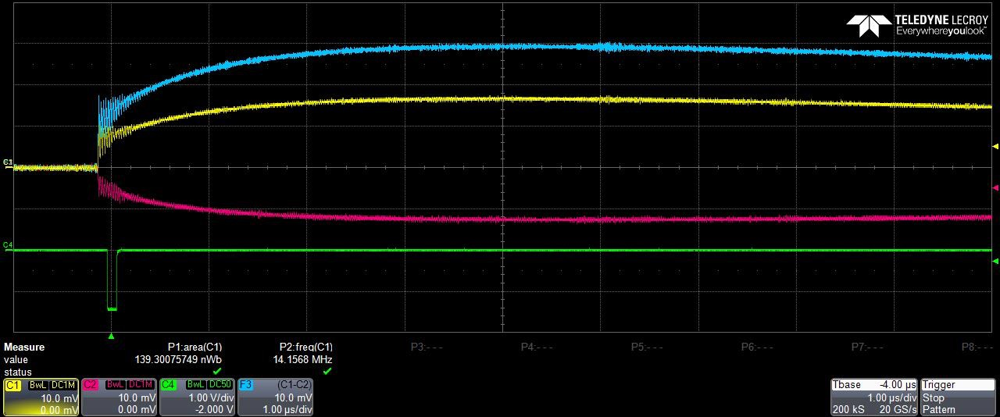 TELEDYNE LECROY
Everywhereyoulook™
C4
Measure P1:area(C1) P2:freq(C1) P3:- - - P4:- - - P5:- - - P6:- - - P7:- - - P8:- - -
value 139.30075749 nWb 14.1568 MHz
status
C1 BwL DC1M C2 BwL DC1M C4 BwL DC50 F3 (C1-C2) Tbase -4.00 µs Trigger
10.0 mV 10.0 mV 1.00 V/div 10.0 mV 1.00 µs/div Stop
0.00 mV 0.00 mV -2.000 V 1.00 µs/div 200 kS 20 GS/s Pattern